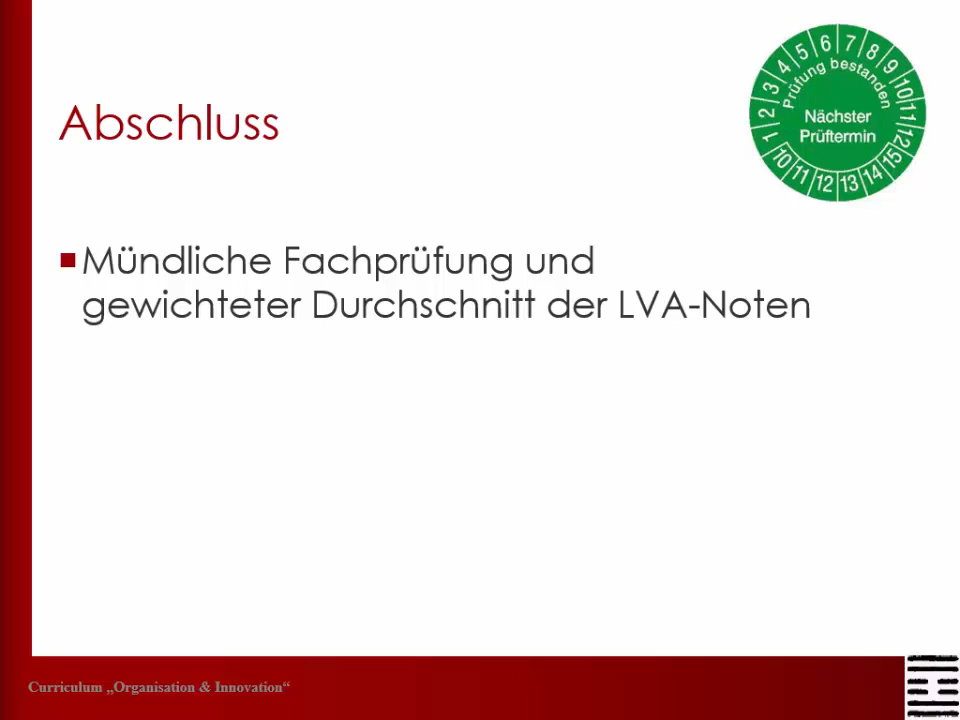 Abschluss
1 2 3 4 5 6 7 8 9 10 11 12
Prüfung bestanden
Nächster
Prüftermin
10 11 12 13 14 15
Mündliche Fachprüfung und
gewichteter Durchschnitt der LVA-Noten
Curriculum „Organisation & Innovation“